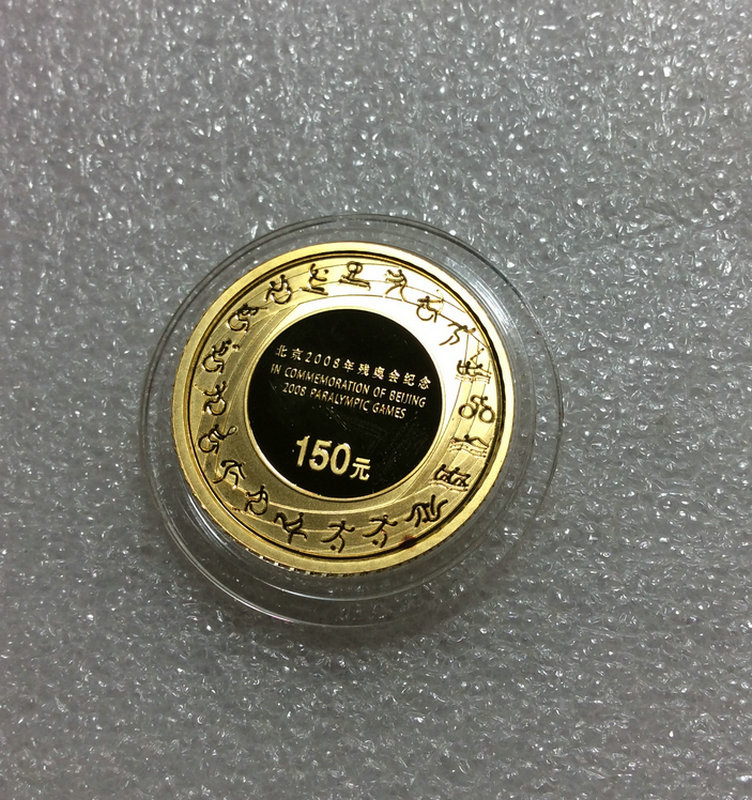 北京2008年残奥会纪念
IN COMMEMORATION OF BEIJING
2008 PARALYMPIC GAMES
150元